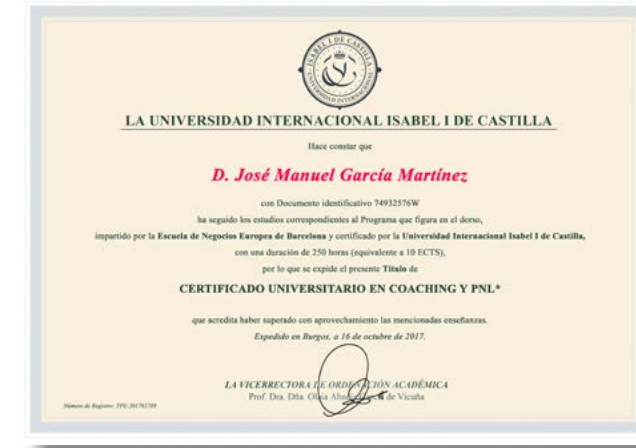 ISABEL I DE CASTILLA
UNIVERSIDAD INTERNACIONAL
LA UNIVERSIDAD INTERNACIONAL ISABEL I DE CASTILLA
Hace constar que
D. José Manuel García Martínez
con Documento identificativo 74932576W
ha seguido los estudios correspondientes al Programa que figura en el dorso,
impartido por la Escuela de Negocios Europea de Barcelona y certificado por la Universidad Internacional Isabel I de Castilla,
con una duración de 250 horas (equivalente a 10 ECTS),
por lo que se expide el presente Título de
CERTIFICADO UNIVERSITARIO EN COACHING Y PNL*
que acredita haber superado con aprovechamiento las mencionadas enseñanzas.
Expedido en Burgos, a 16 de octubre de 2017.
LA VICERRECTORA DE ORDENACIÓN ACADÉMICA
Prof. Dra. Dña. de Vicuña
Número de Registro: